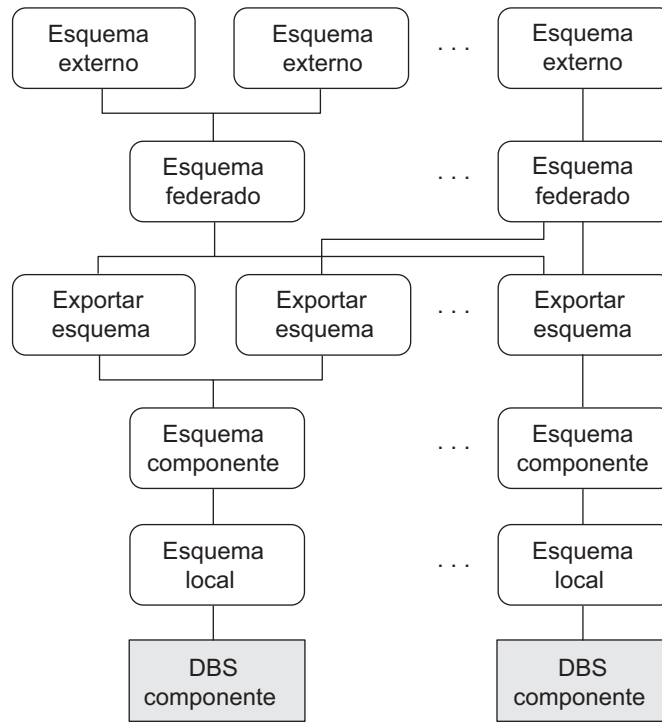 Esquema
externo
Esquema
externo
. . .
Esquema
externo
Esquema
federado
. . .
Esquema
federado
Exportar
esquema
Exportar
esquema
. . .
Exportar
esquema
Esquema
componente
. . .
Esquema
componente
Esquema
local
. . .
Esquema
local
DBS
componente
DBS
componente